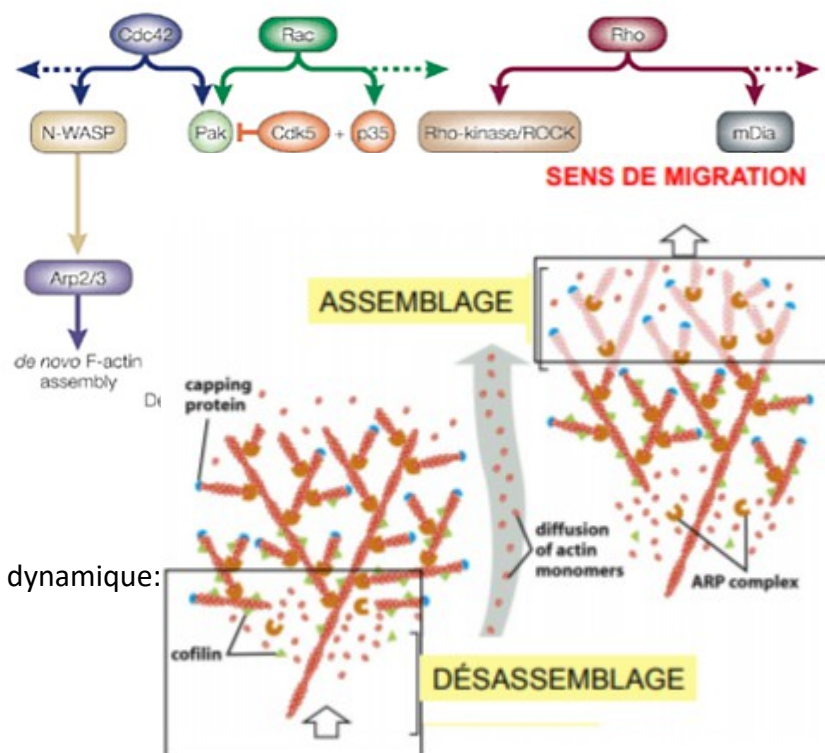 Cdc42
Rac
Rho
N-WASP
Pak
Cdk5
+
p35
Rho-kinase/ROCK
mDia
SENS DE MIGRATION
Arp2/3
ASSEMBLAGE
de novo F-actin
assembly
De
capping
protein
diffusion
of actin
monomers
ARP complex
dynamique:
cofilin
DÉSASSEMBLAGE